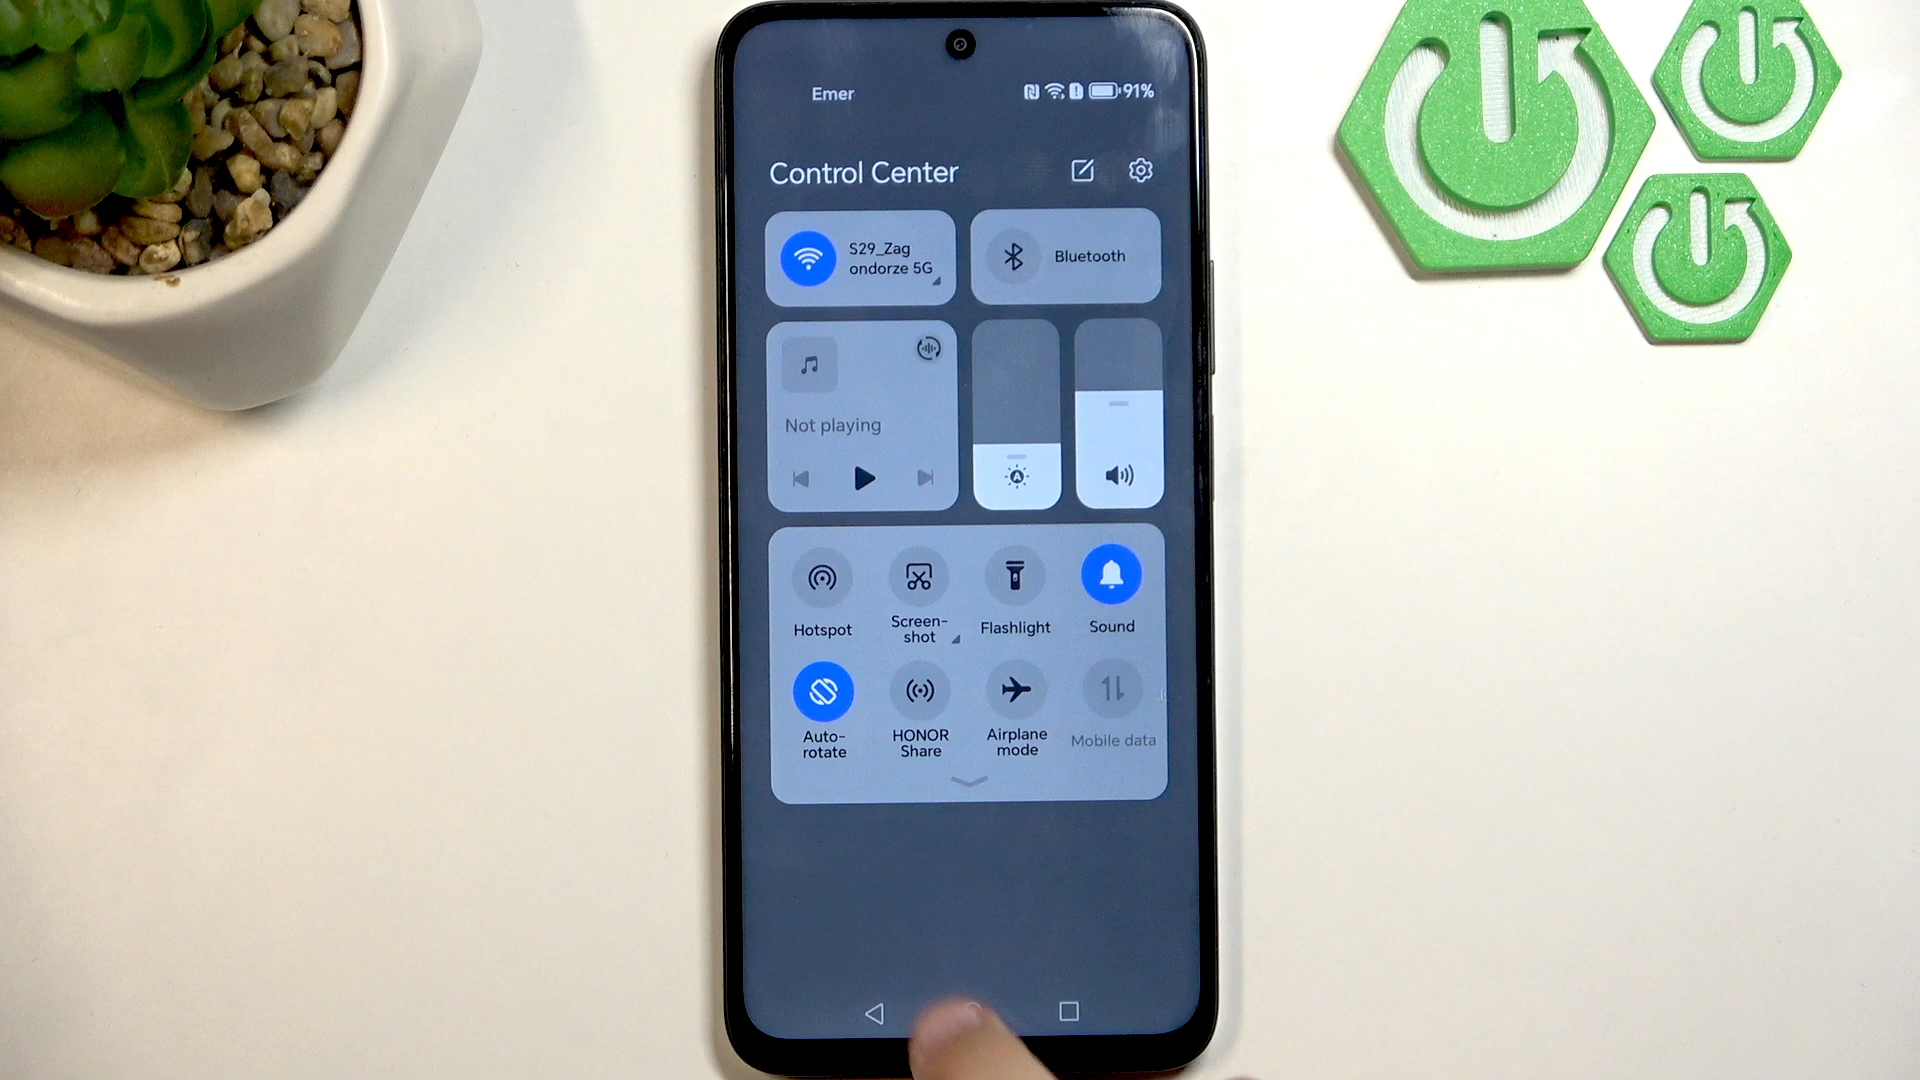 Emer
91%
Control Center
S29_Zag
ondorze 5G
Bluetooth
Not playing
A
Hotspot
Screen-
shot
Flashlight
Sound
Auto-
rotate
HONOR
Share
Airplane
mode
Mobile data